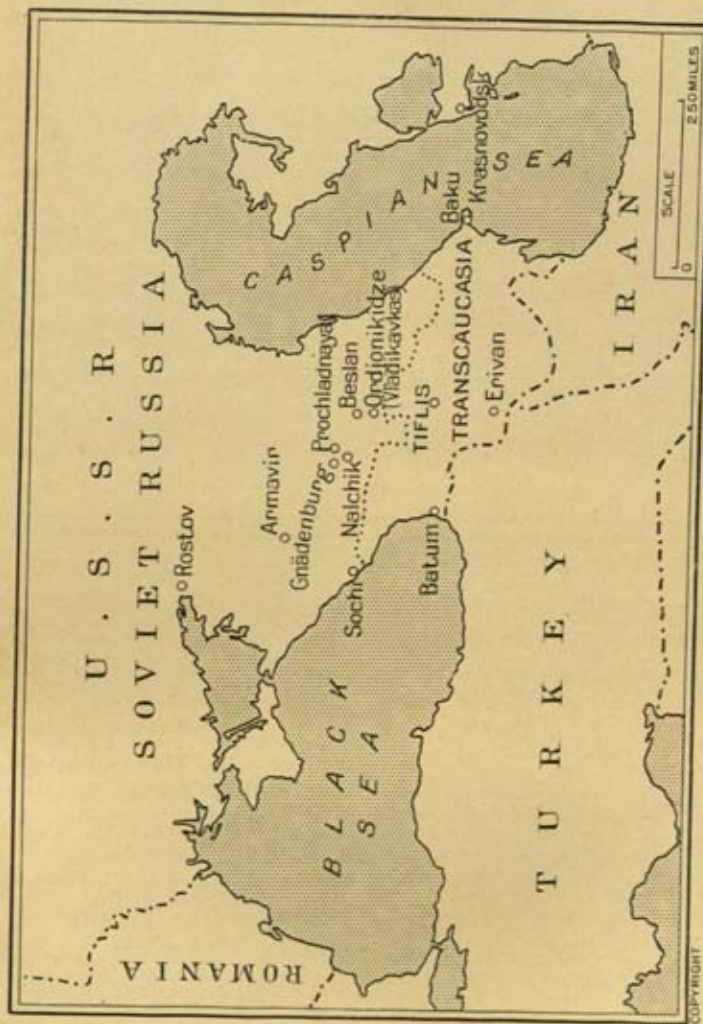 U.S.S.R
SOVIET RUSSIA
ROMANIA
Rostov
Armavir
Gnädenburg
Prochladnaya
Nalchik
Beslan
Sochi
Ordjonikidze
(Vladikavkas)
CASPIAN
SEA
BLACK
SEA
Batum
TIFLIS
TRANSCAUCASIA
Baku
Krasnovodsk
Erivan
TURKEY
IRAN
SCALE
0 250 MILES
COPYRIGHT